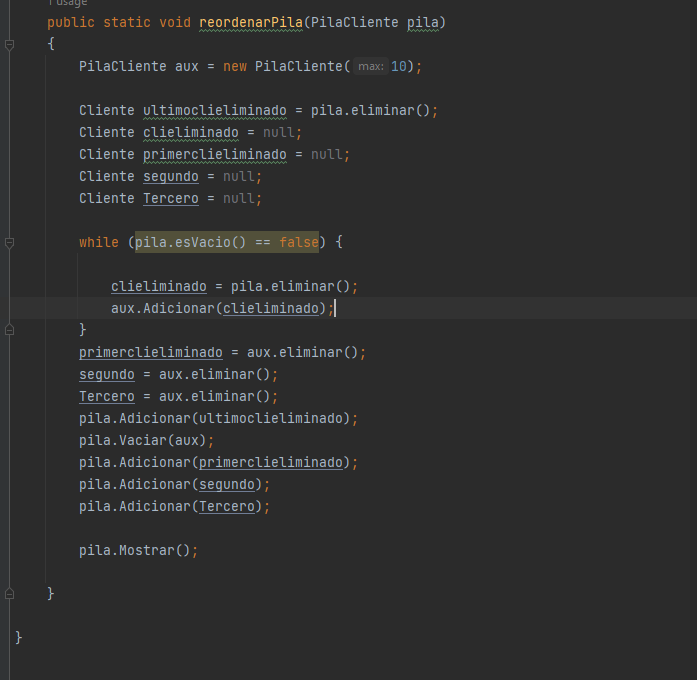 1 usage
public static void reordenarPila(PilaCliente pila)
{
PilaCliente aux = new PilaCliente( max: 10);
Cliente ultimoclieliminado = pila.eliminar();
Cliente clieliminado = null;
Cliente primerclieliminado = null;
Cliente segundo = null;
Cliente Tercero = null;
while (pila.esVacio() == false) {
clieliminado = pila.eliminar();
aux.Adicionar(clieliminado);
}
primerclieliminado = aux.eliminar();
segundo = aux.eliminar();
Tercero = aux.eliminar();
pila.Adicionar(ultimoclieliminado);
pila.Vaciar(aux);
pila.Adicionar(primerclieliminado);
pila.Adicionar(segundo);
pila.Adicionar(Tercero);
pila.Mostrar();
}
}